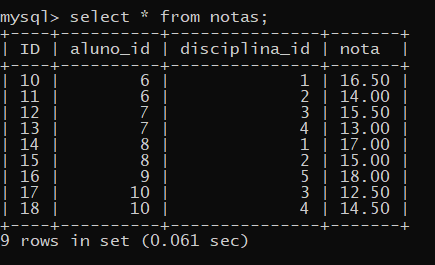 mysql> select * from notas;
+----+----------+---------------+-------+
| ID | aluno_id | disciplina_id | nota  |
+----+----------+---------------+-------+
| 10 |        6 |             1 | 16.50 |
| 11 |        6 |             2 | 14.00 |
| 12 |        7 |             3 | 15.50 |
| 13 |        7 |             4 | 13.00 |
| 14 |        8 |             1 | 17.00 |
| 15 |        8 |             2 | 15.00 |
| 16 |        9 |             5 | 18.00 |
| 17 |       10 |             3 | 12.50 |
| 18 |       10 |             4 | 14.50 |
+----+----------+---------------+-------+
9 rows in set (0.061 sec)